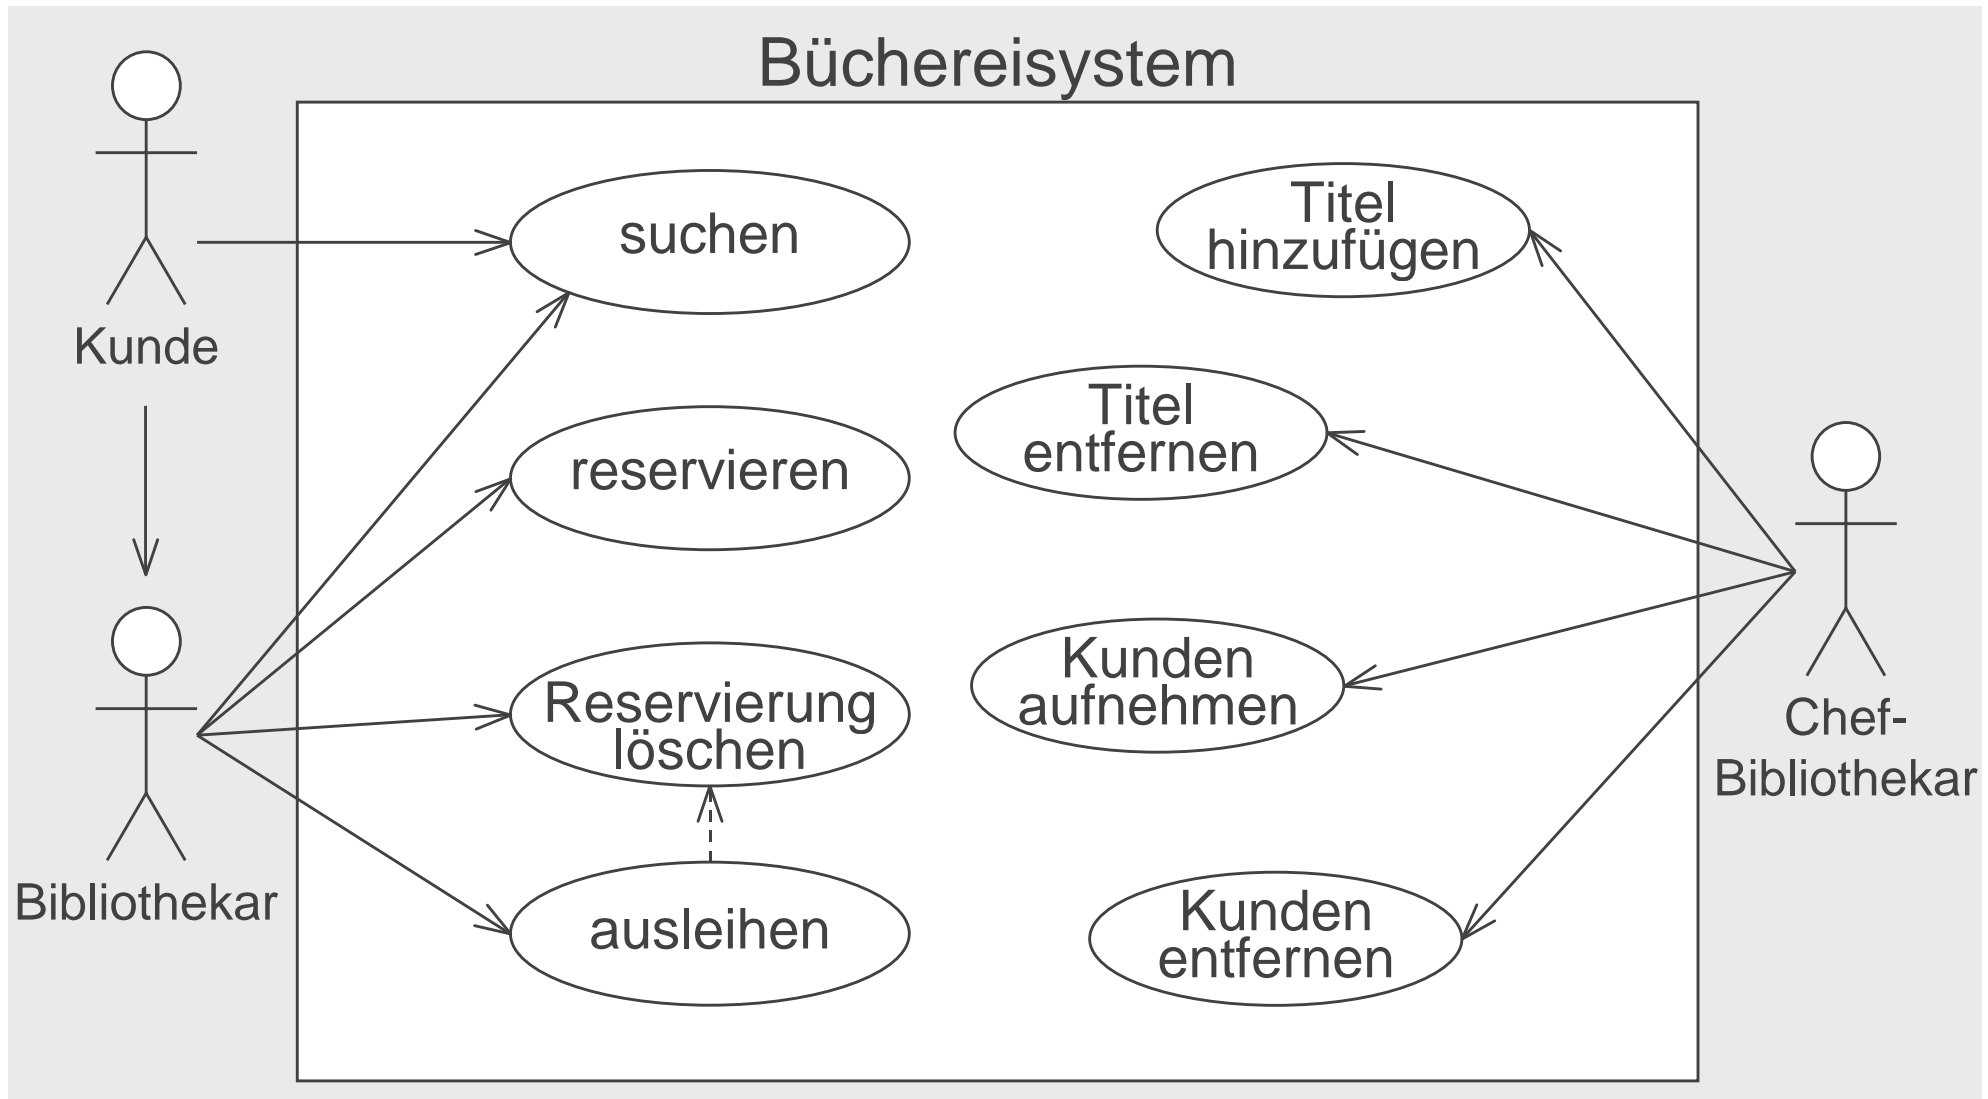 Büchereisystem
Kunde
suchen
Titel
hinzufügen
reservieren
Titel
entfernen
Reservierung
löschen
Kunden
aufnehmen
Chef-
Bibliothekar
Bibliothekar
ausleihen
Kunden
entfernen